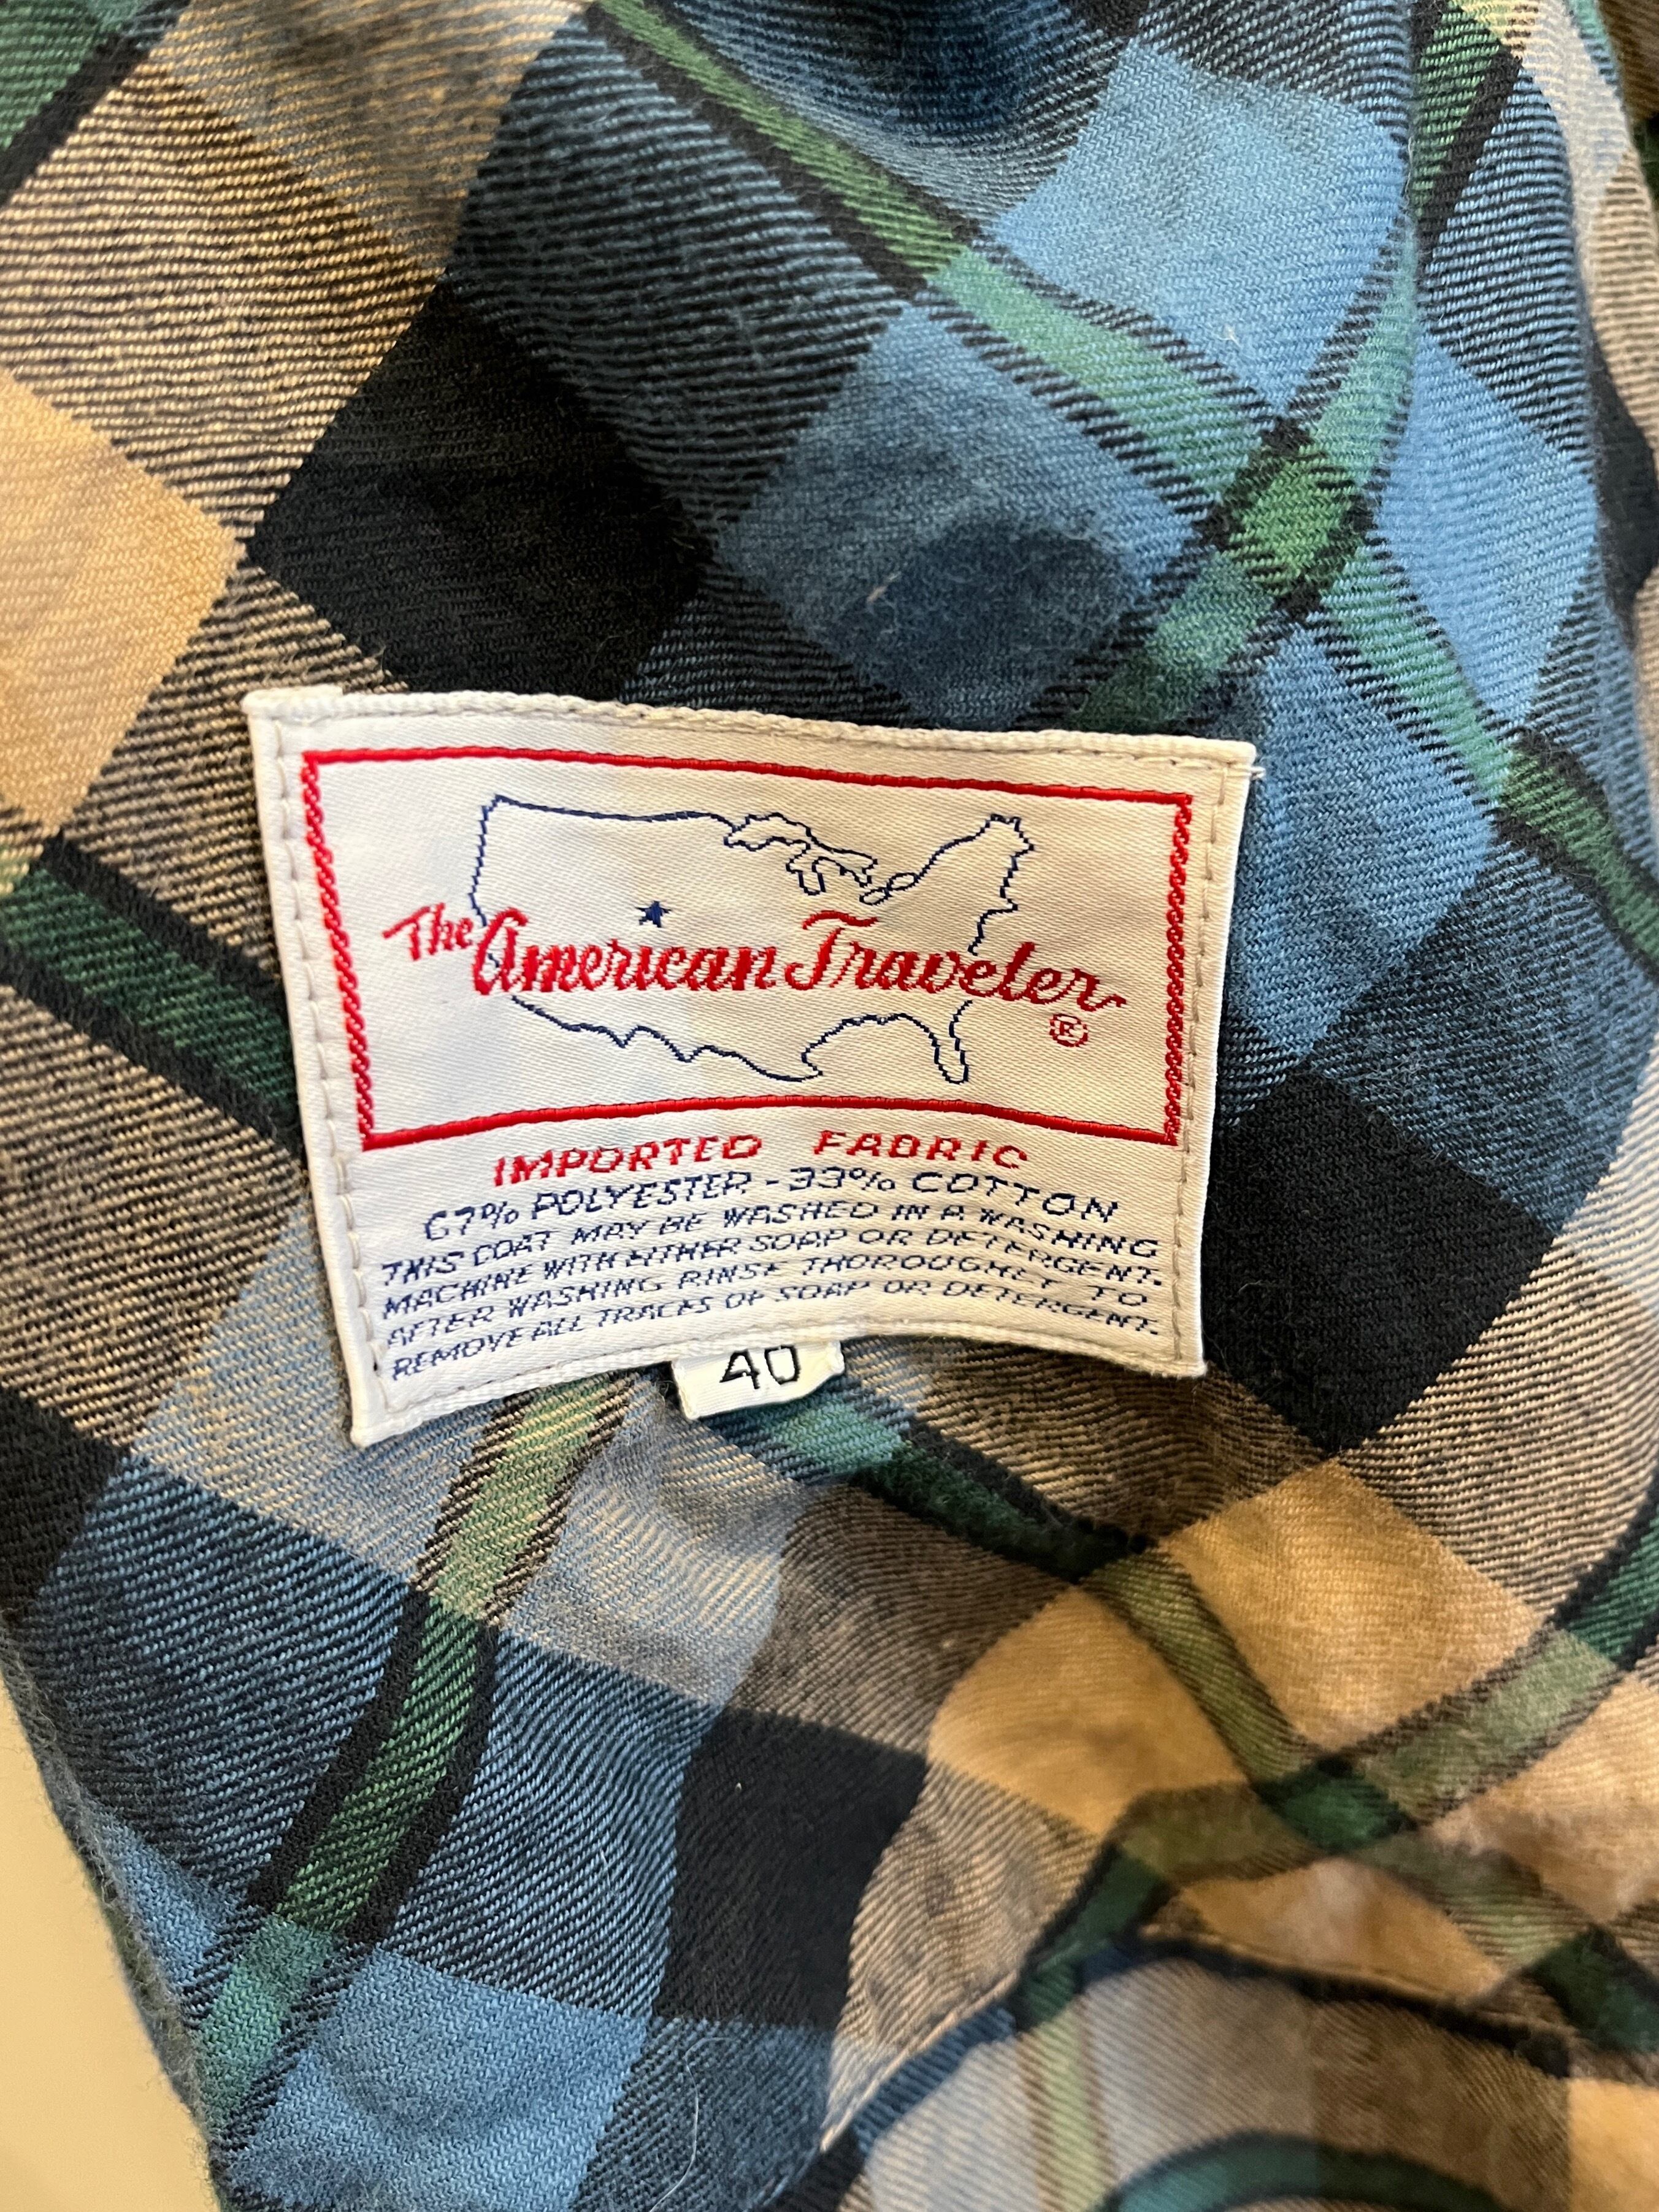 The American Traveler ®
IMPORTED FABRIC
67% POLYESTER - 33% COTTON
THIS COAT MAY BE WASHED IN A WASHING
MACHINE WITH EITHER SOAP OR DETERGENT.
AFTER WASHING RINSE THOROUGHLY TO
REMOVE ALL TRACES OF SOAP OR DETERGENT.
40